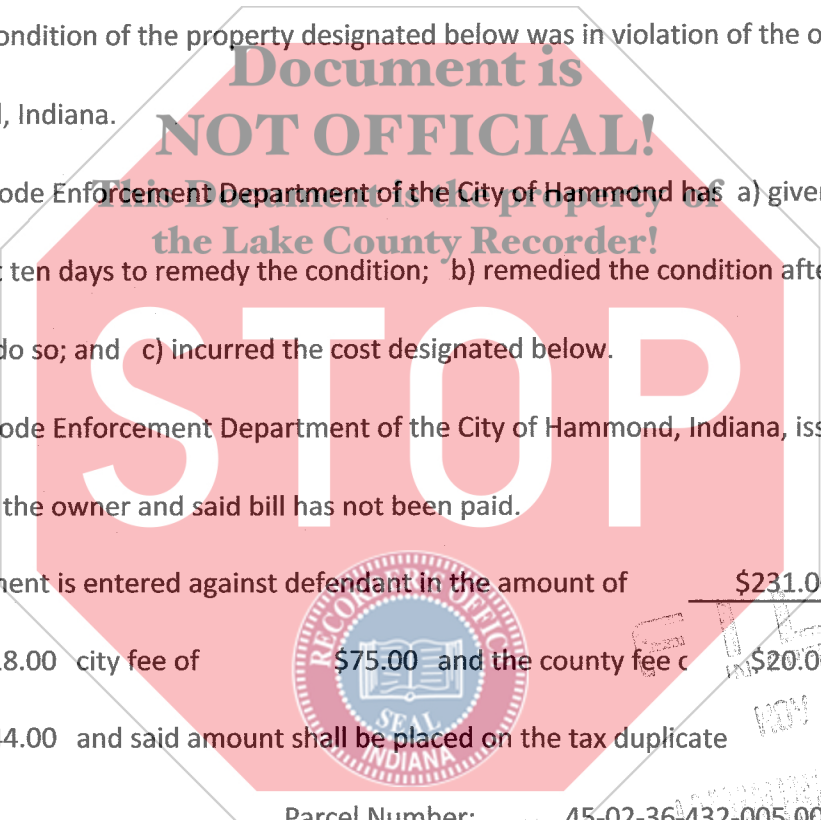 ondition of the property designated below was in violation of the o
Document is
, Indiana.
NOT OFFICIAL!
ode Enforcement Department of the City of Hammond has a) give
This Document is the property of
the Lake County Recorder!
t ten days to remedy the condition; b) remedied the condition afte
STOP
do so; and c) incurred the cost designated below.
ode Enforcement Department of the City of Hammond, Indiana, iss
the owner and said bill has not been paid.
ment is entered against defendant in the amount of $231.0
RECORDER'S OFFICE
8.00 city fee of $75.00 and the county fee $20.0
SEAL
INDIANA
4.00 and said amount shall be placed on the tax duplicate
NOV
Parcel Number: 45-02-36-432-005.00